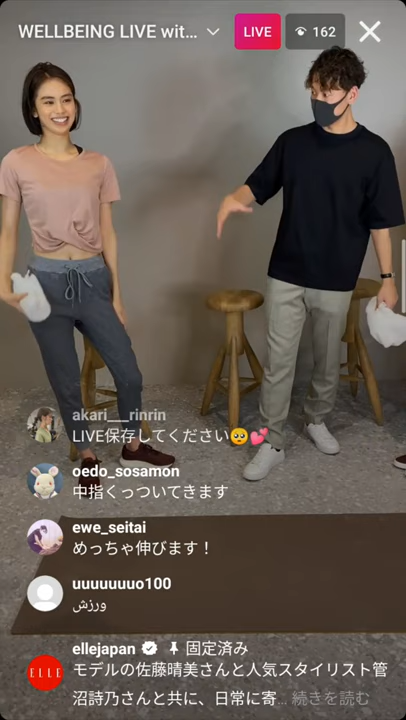 WELLBEING LIVE wit...
LIVE
162
akari___rinrin
LIVE保存してください🥺💕
oedo_sosamon
中指くっついてきます
ewe_seitai
めっちゃ伸びます！
uuuuuuuo100
ورزش
ellejapan 固定済み
ELLE
モデルの佐藤晴美さんと人気スタイリスト菅
沼詩乃さんと共に、日常に寄... 続きを読む